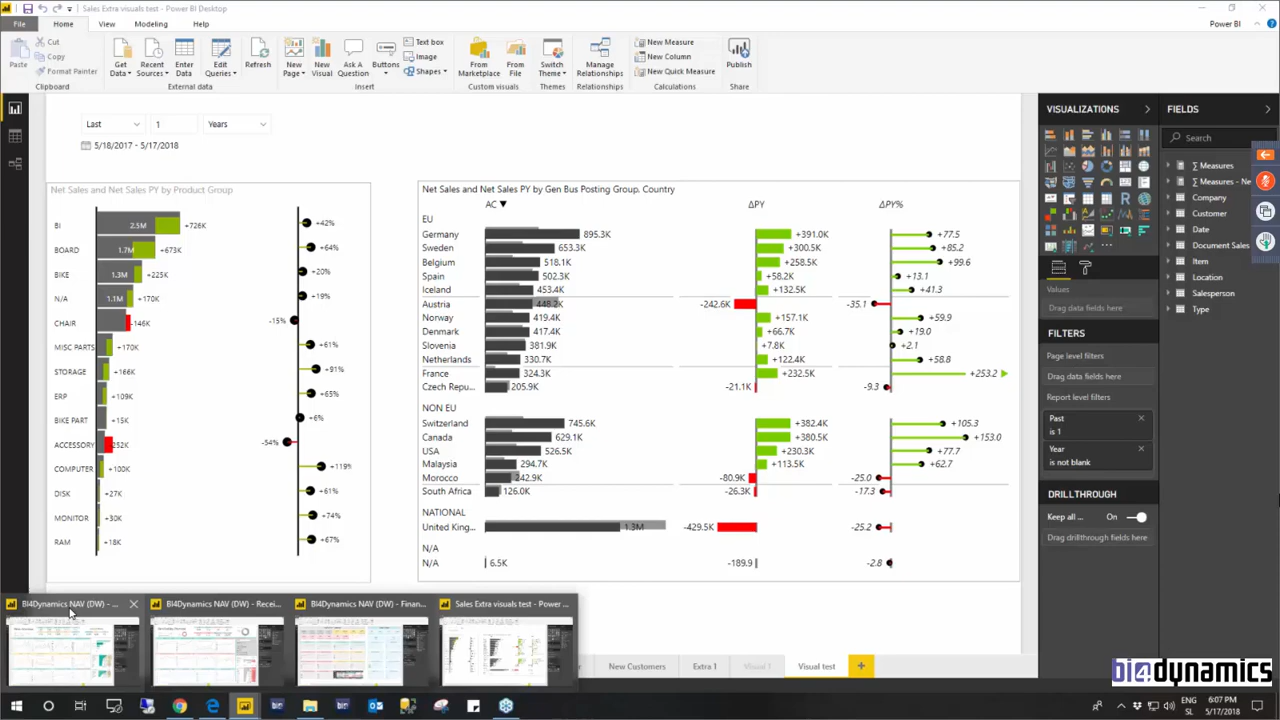 Sales Extra visuals test - Power BI Desktop
File Home View Modeling Help
Power BI
Cut
Copy
Format Painter
Paste
Get Data
Recent Sources
Enter Data
Edit Queries
Refresh
New Page
New Visual
Ask A Question
Buttons
Text box
Image
Shapes
From Marketplace
From File
Switch Theme
Manage Relationships
New Measure
New Column
New Quick Measure
Publish
Clipboard External data Insert Custom visuals Themes Relationships Calculations Share
Last 1 Years
5/18/2017 - 5/17/2018
Net Sales and Net Sales PY by Product Group
BI 2.5M +726K +42%
BOARD 1.7M +673K +64%
BIKE 1.3M +225K +20%
N/A 1.1M +170K +19%
CHAIR -146K -15%
MISC PARTS +170K +61%
STORAGE +166K +91%
ERP +109K +65%
BIKE PART +15K +6%
ACCESSORY 252K -54%
COMPUTER +100K +119%
DISK +27K +61%
MONITOR +30K +74%
RAM +18K +67%
Net Sales and Net Sales PY by Gen Bus Posting Group, Country
AC ΔPY ΔPY%
EU
Germany 895.3K +391.0K +77.5
Sweden 653.3K +300.5K +85.2
Belgium 518.1K +258.5K +99.6
Spain 502.3K +58.2K +13.1
Iceland 453.4K +132.5K +41.3
Austria 448.2K -242.6K -35.1
Norway 419.4K +157.1K +59.9
Denmark 417.4K +66.7K +19.0
Slovenia 381.9K +7.8K +2.1
Netherlands 330.7K +122.4K +58.8
France 324.3K +232.5K +253.2
Czech Repu... 205.9K -21.1K -9.3
NON EU
Switzerland 745.6K +382.4K +105.3
Canada 629.1K +380.5K +153.0
USA 526.5K +230.3K +77.7
Malaysia 294.7K +113.5K +62.7
Morocco 242.9K -80.9K -25.0
South Africa 126.0K -26.3K -17.3
NATIONAL
United King... 1.3M -429.5K -25.2
N/A
N/A 6.5K -189.9 -2.8
VISUALIZATIONS
Values
Drag data fields here
FILTERS
Page level filters
Drag data fields here
Report level filters
Past
is 1
Year
is not blank
DRILLTHROUGH
Keep all ... On
Drag drillthrough fields here
FIELDS
Search
∑ Measures
∑ Measures - Ne
Company
Customer
Date
Document Sales
Item
Location
Salesperson
Type
BI4Dynamics NAV (DW) - ...
BI4Dynamics NAV (DW) - Recei...
BI4Dynamics NAV (DW) - Finan...
Sales Extra visuals test - Power ...
New Customers Extra 1 Visual test +
bi4dynamics
ENG
SL
6:07 PM
5/17/2018